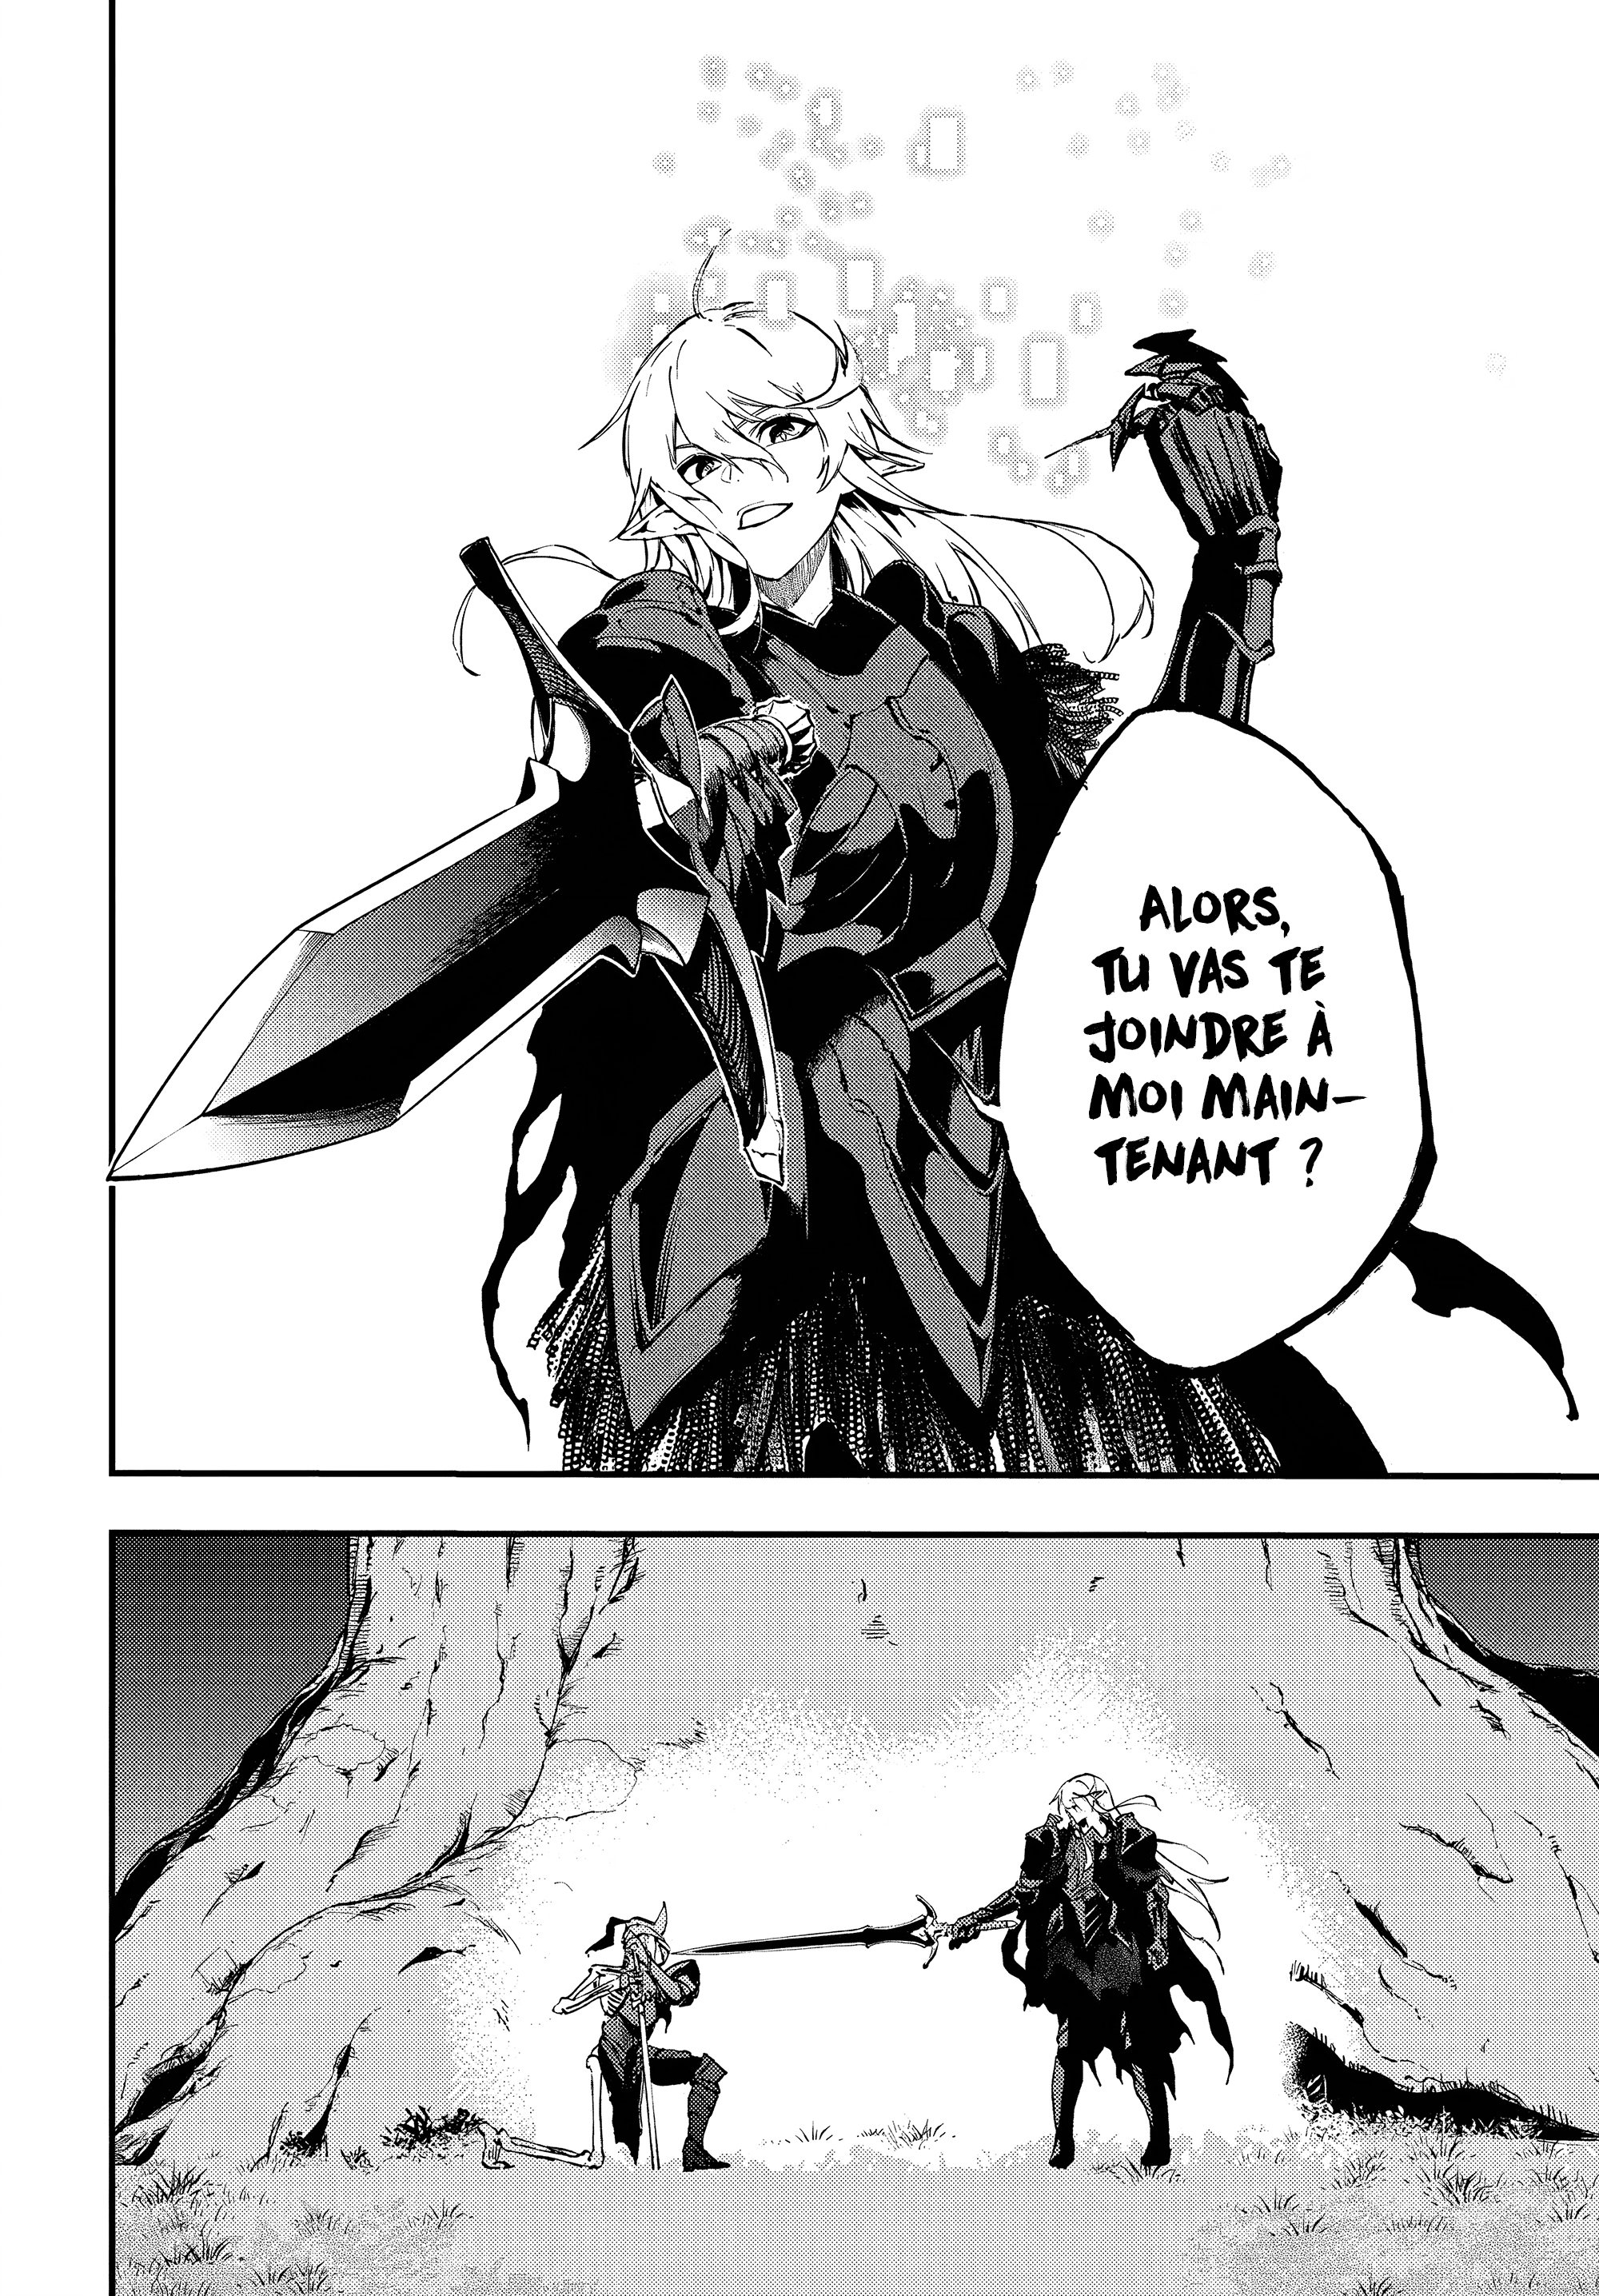 ALORS,
TU VAS TE
JOINDRE À
MOI MAIN-
TENANT ?